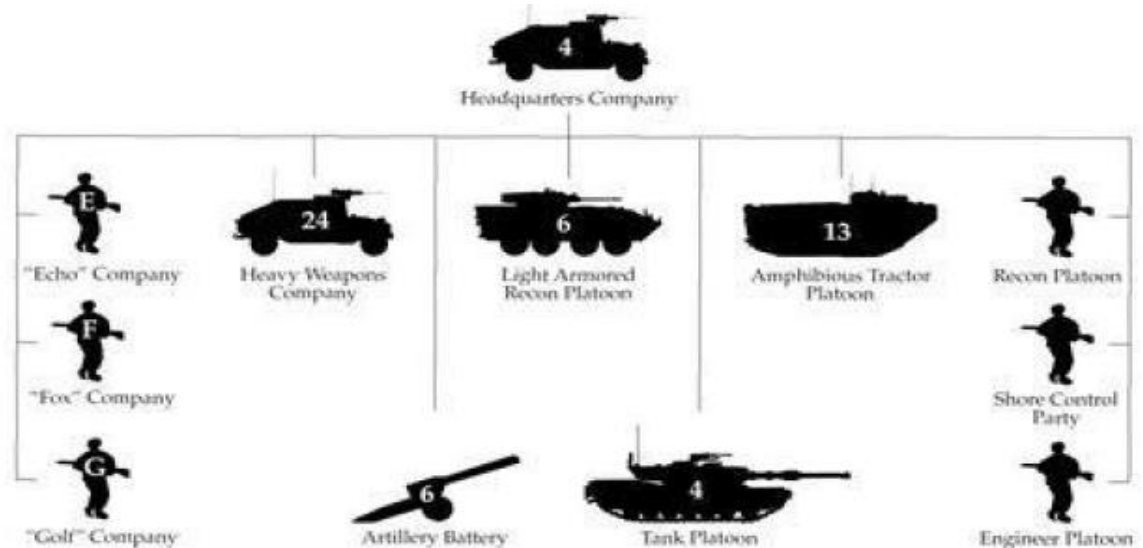 4
Headquarters Company
E
"Echo" Company
24
Heavy Weapons
Company
6
Light Armored
Recon Platoon
13
Amphibious Tractor
Platoon
Recon Platoon
F
"Fox" Company
Shore Control
Party
G
"Golf" Company
6
Artillery Battery
4
Tank Platoon
Engineer Platoon